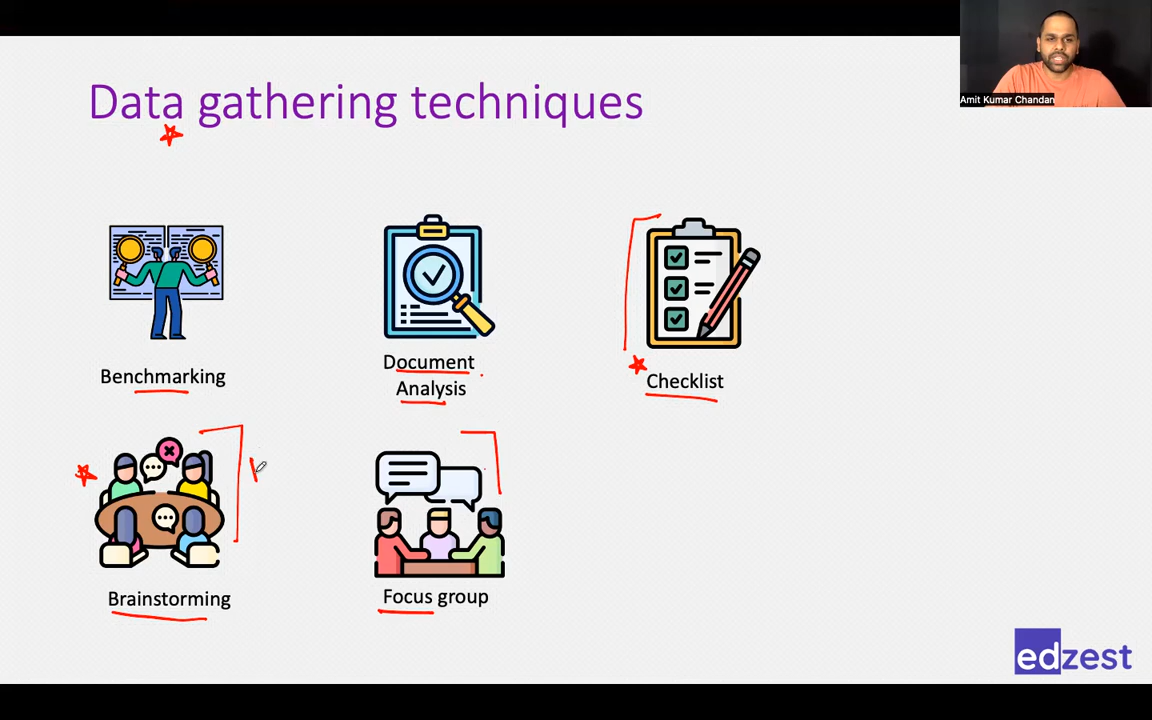 Amit Kumar Chandan
Data gathering techniques
Benchmarking
Document
Analysis
Checklist
Brainstorming
Focus group
edzest